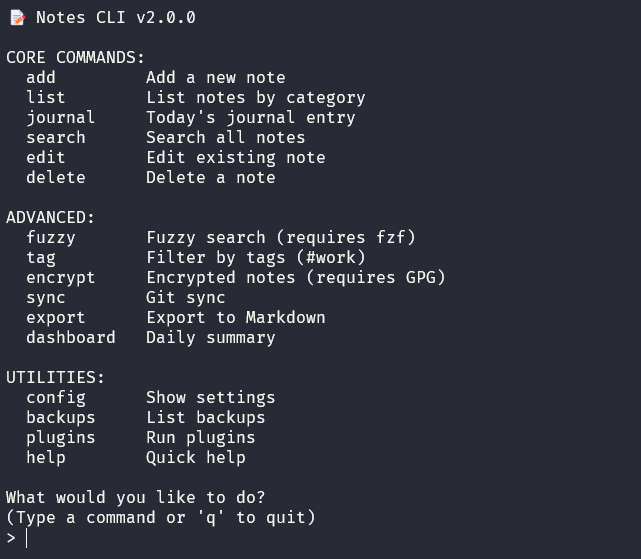 📝 Notes CLI v2.0.0
CORE COMMANDS:
add Add a new note
list List notes by category
journal Today's journal entry
search Search all notes
edit Edit existing note
delete Delete a note
ADVANCED:
fuzzy Fuzzy search (requires fzf)
tag Filter by tags (#work)
encrypt Encrypted notes (requires GPG)
sync Git sync
export Export to Markdown
dashboard Daily summary
UTILITIES:
config Show settings
backups List backups
plugins Run plugins
help Quick help
What would you like to do?
(Type a command or 'q' to quit)
>